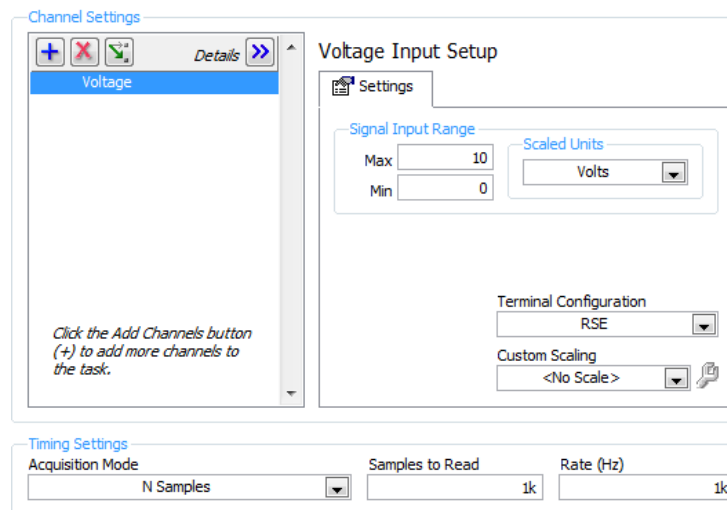 Channel Settings
Details
Voltage
Click the Add Channels button
(+) to add more channels to
the task.
Voltage Input Setup
Settings
Signal Input Range
Max 10
Min 0
Scaled Units
Volts
Terminal Configuration
RSE
Custom Scaling
<No Scale>
Timing Settings
Acquisition Mode
N Samples
Samples to Read
1k
Rate (Hz)
1k